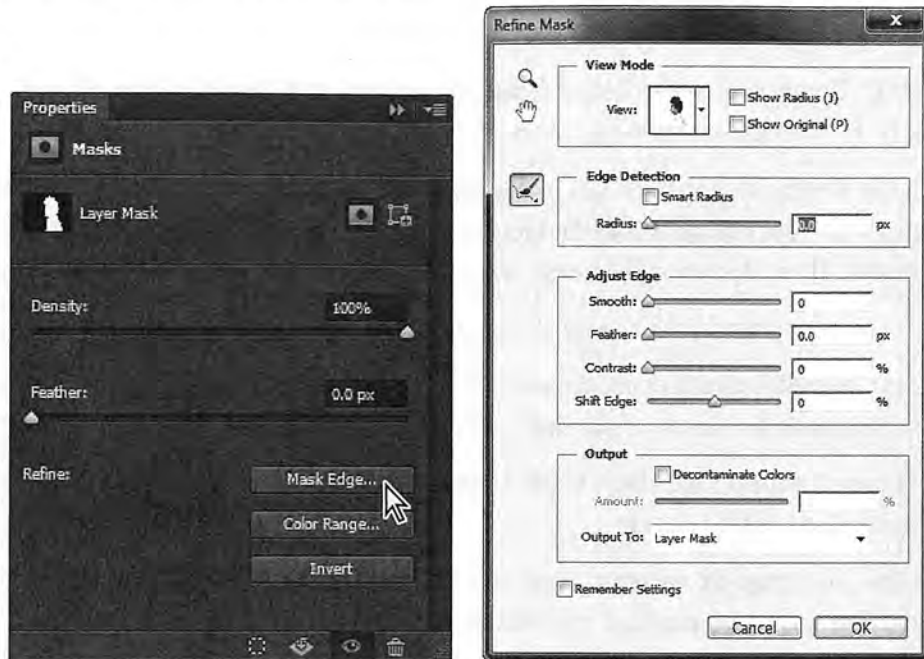 Properties
Masks
Layer Mask
Density: 100%
Feather: 0.0 px
Refine:
Mask Edge...
Color Range...
Invert
Refine Mask
X
View Mode
View:
Show Radius (J)
Show Original (P)
Edge Detection
Smart Radius
Radius: 0.0 px
Adjust Edge
Smooth: 0
Feather: 0.0 px
Contrast: 0 %
Shift Edge: 0 %
Output
Decontaminate Colors
Amount: %
Output To: Layer Mask
Remember Settings
Cancel OK